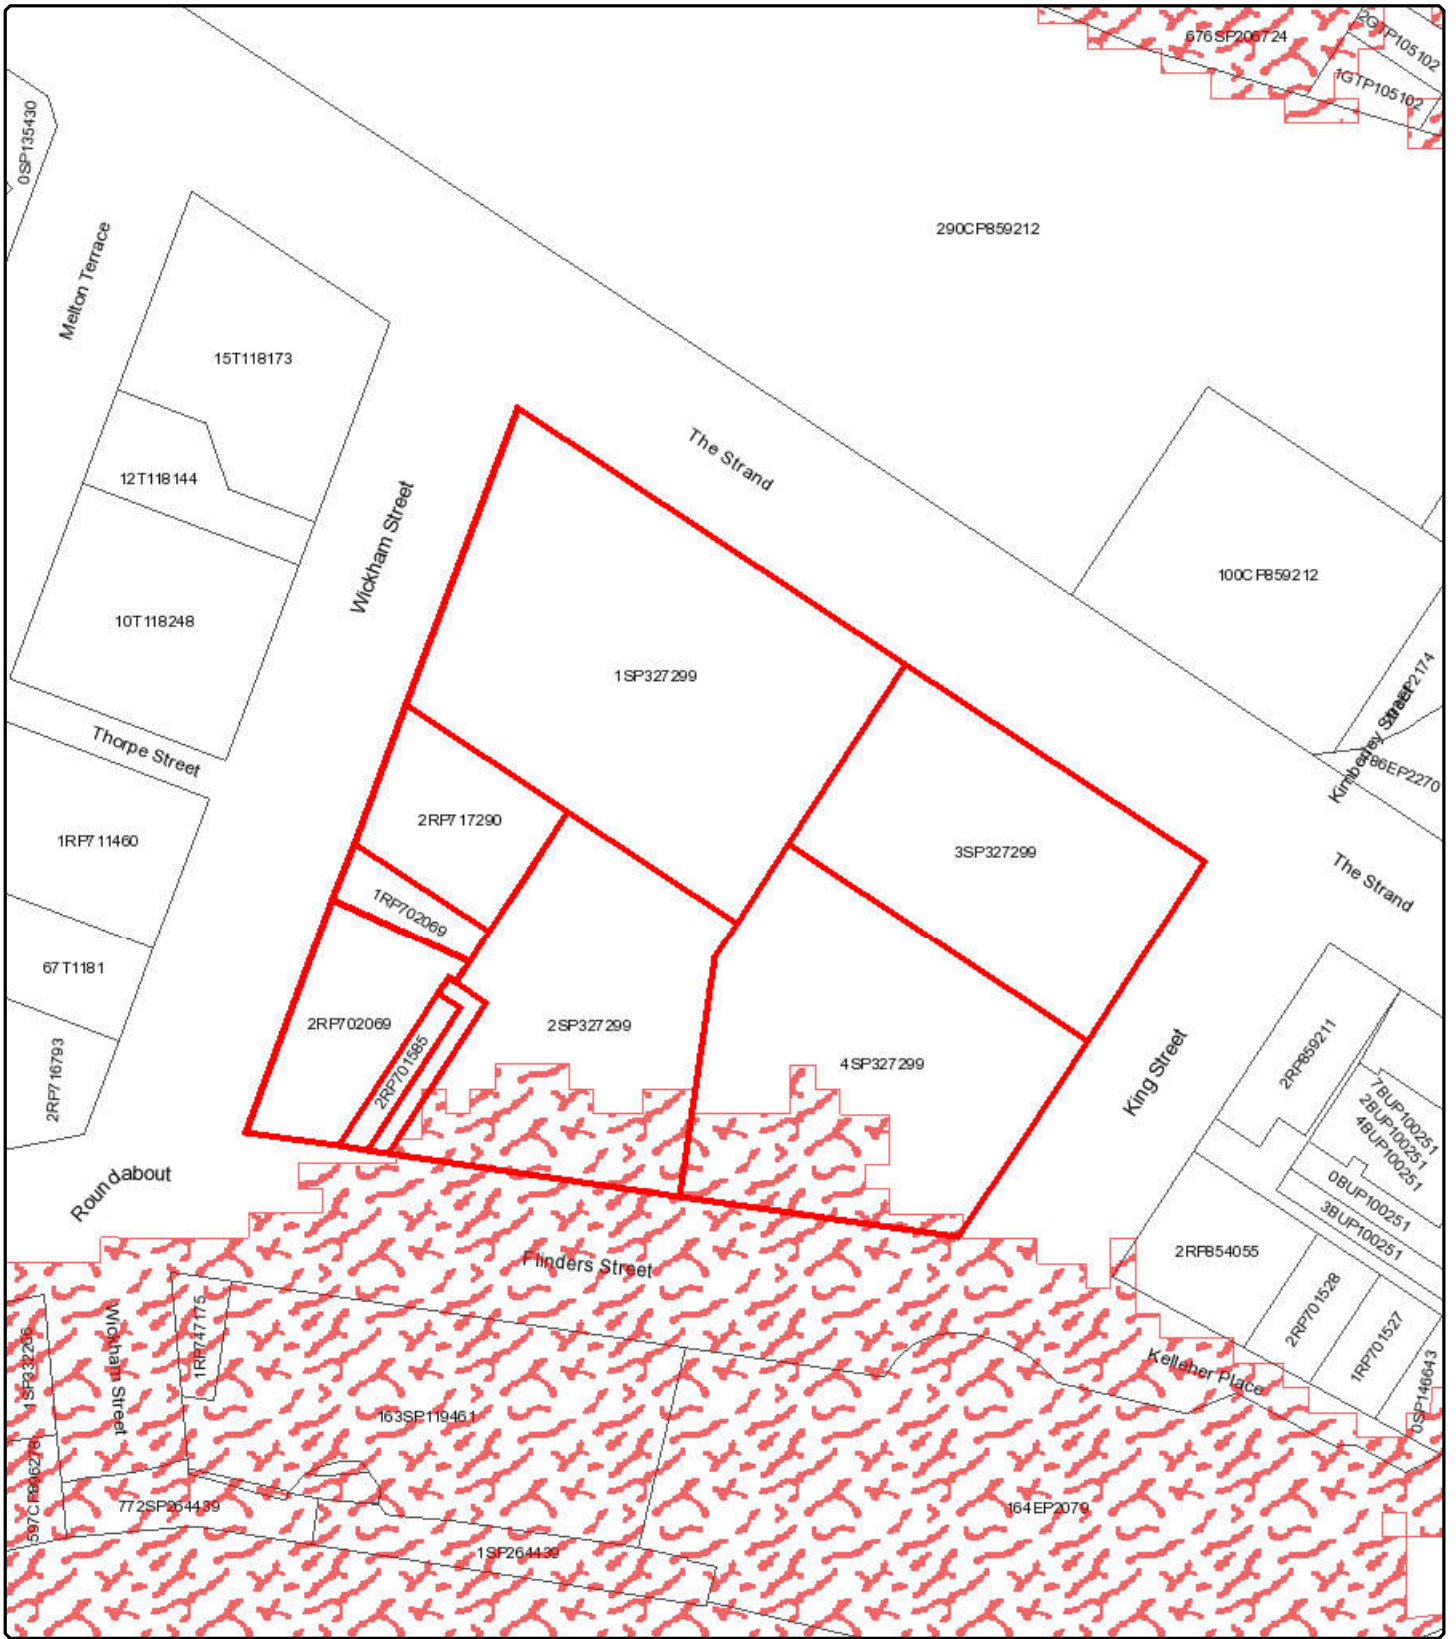 676SP206724
2GTP105102
1GTP105102
0SP135430
290CP859212
Melton Terrace
15T118173
The Strand
12T118144
Wickham Street
100CP859212
10T118248
1SP327299
Kimberley Street
Thorpe Street
86EP2270
2RP717290
1RP711460
3SP327299
The Strand
1RP702069
67T1181
2RP702069
2SP327299
2RP701585
4SP327299
King Street
2RP859211
2RP716793
7BUP100251
2BUP100251
4BUP100251
Roundabout
0BUP100251
3BUP100251
2RP854055
Flinders Street
2RP701528
1RP701527
1RP747175
Wickham Street
Kelleher Place
0SP146643
163SP119461
772SP264439
164EP2079
1SP264439